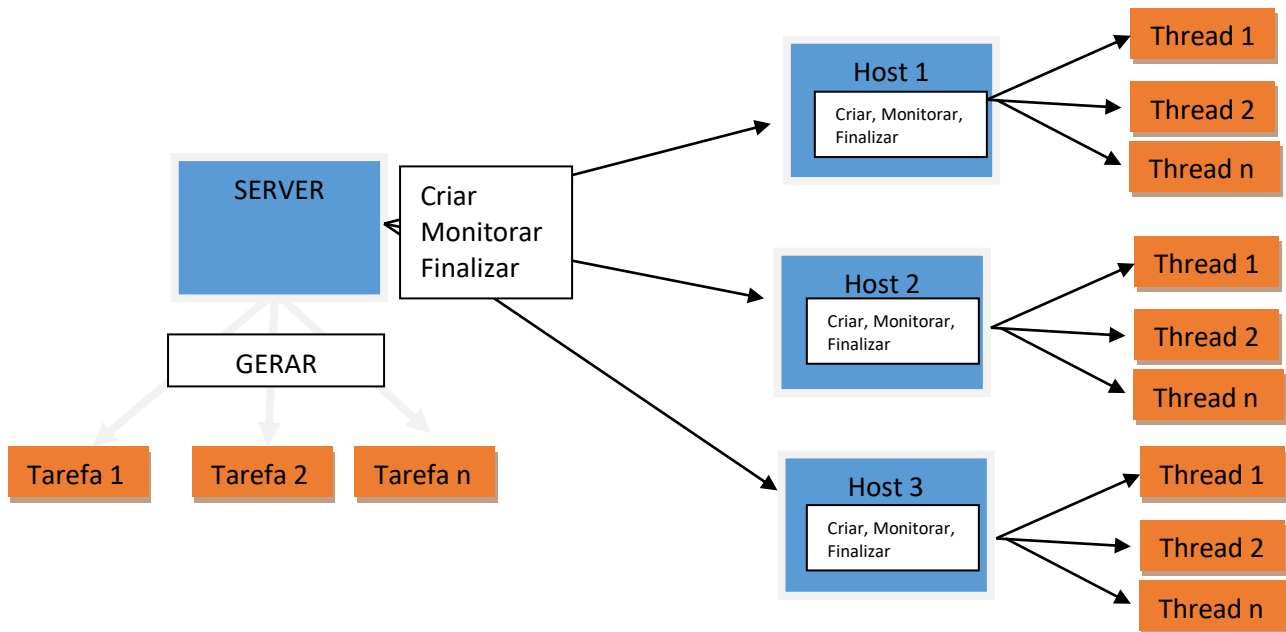 SERVER
Criar
Monitorar
Finalizar
GERAR
Tarefa 1
Tarefa 2
Tarefa n
Host 1
Criar, Monitorar,
Finalizar
Thread 1
Thread 2
Thread n
Host 2
Criar, Monitorar,
Finalizar
Thread 1
Thread 2
Thread n
Host 3
Criar, Monitorar,
Finalizar
Thread 1
Thread 2
Thread n